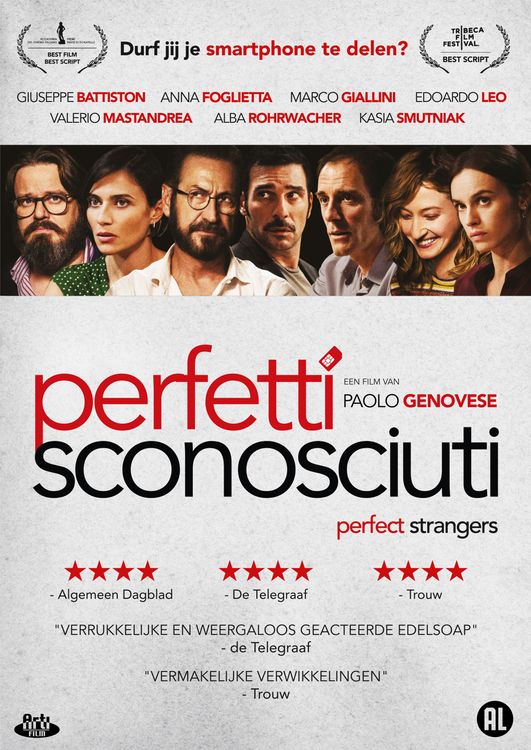 BEST FILM
BEST SCRIPT
Durf jij je smartphone te delen?
TRIBECA
FILM
FESTIVAL.
BEST SCRIPT
GIUSEPPE BATTISTON ANNA FOGLIETTA MARCO GIALLINI EDOARDO LEO
VALERIO MASTANDREA ALBA ROHRWACHER KASIA SMUTNIAK
perfetti
EEN FILM VAN
PAOLO GENOVESE
sconosciuti
perfect strangers
★★★★ ★★★★ ★★★★
- Algemeen Dagblad - De Telegraaf - Trouw
"VERRUKKELIJKE EN WEERGALOOS GEACTEERDE EDELSOAP"
- de Telegraaf
"VERMAKELIJKE VERWIKKELINGEN"
- Trouw
Arti
FILM
AL